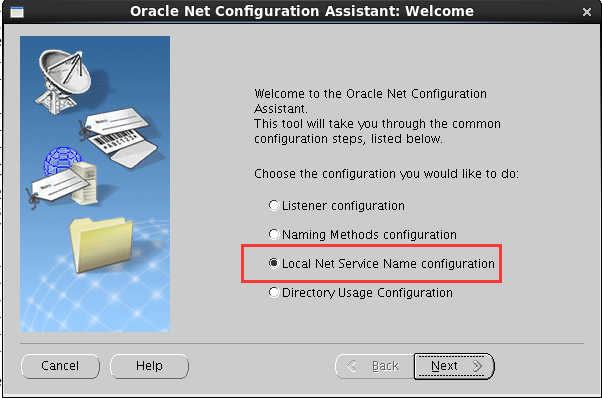 Oracle Net Configuration Assistant: Welcome
Welcome to the Oracle Net Configuration
Assistant.
This tool will take you through the common
configuration steps, listed below.
Choose the configuration you would like to do:
Listener configuration
Naming Methods configuration
Local Net Service Name configuration
Directory Usage Configuration
Cancel
Help
Back
Next